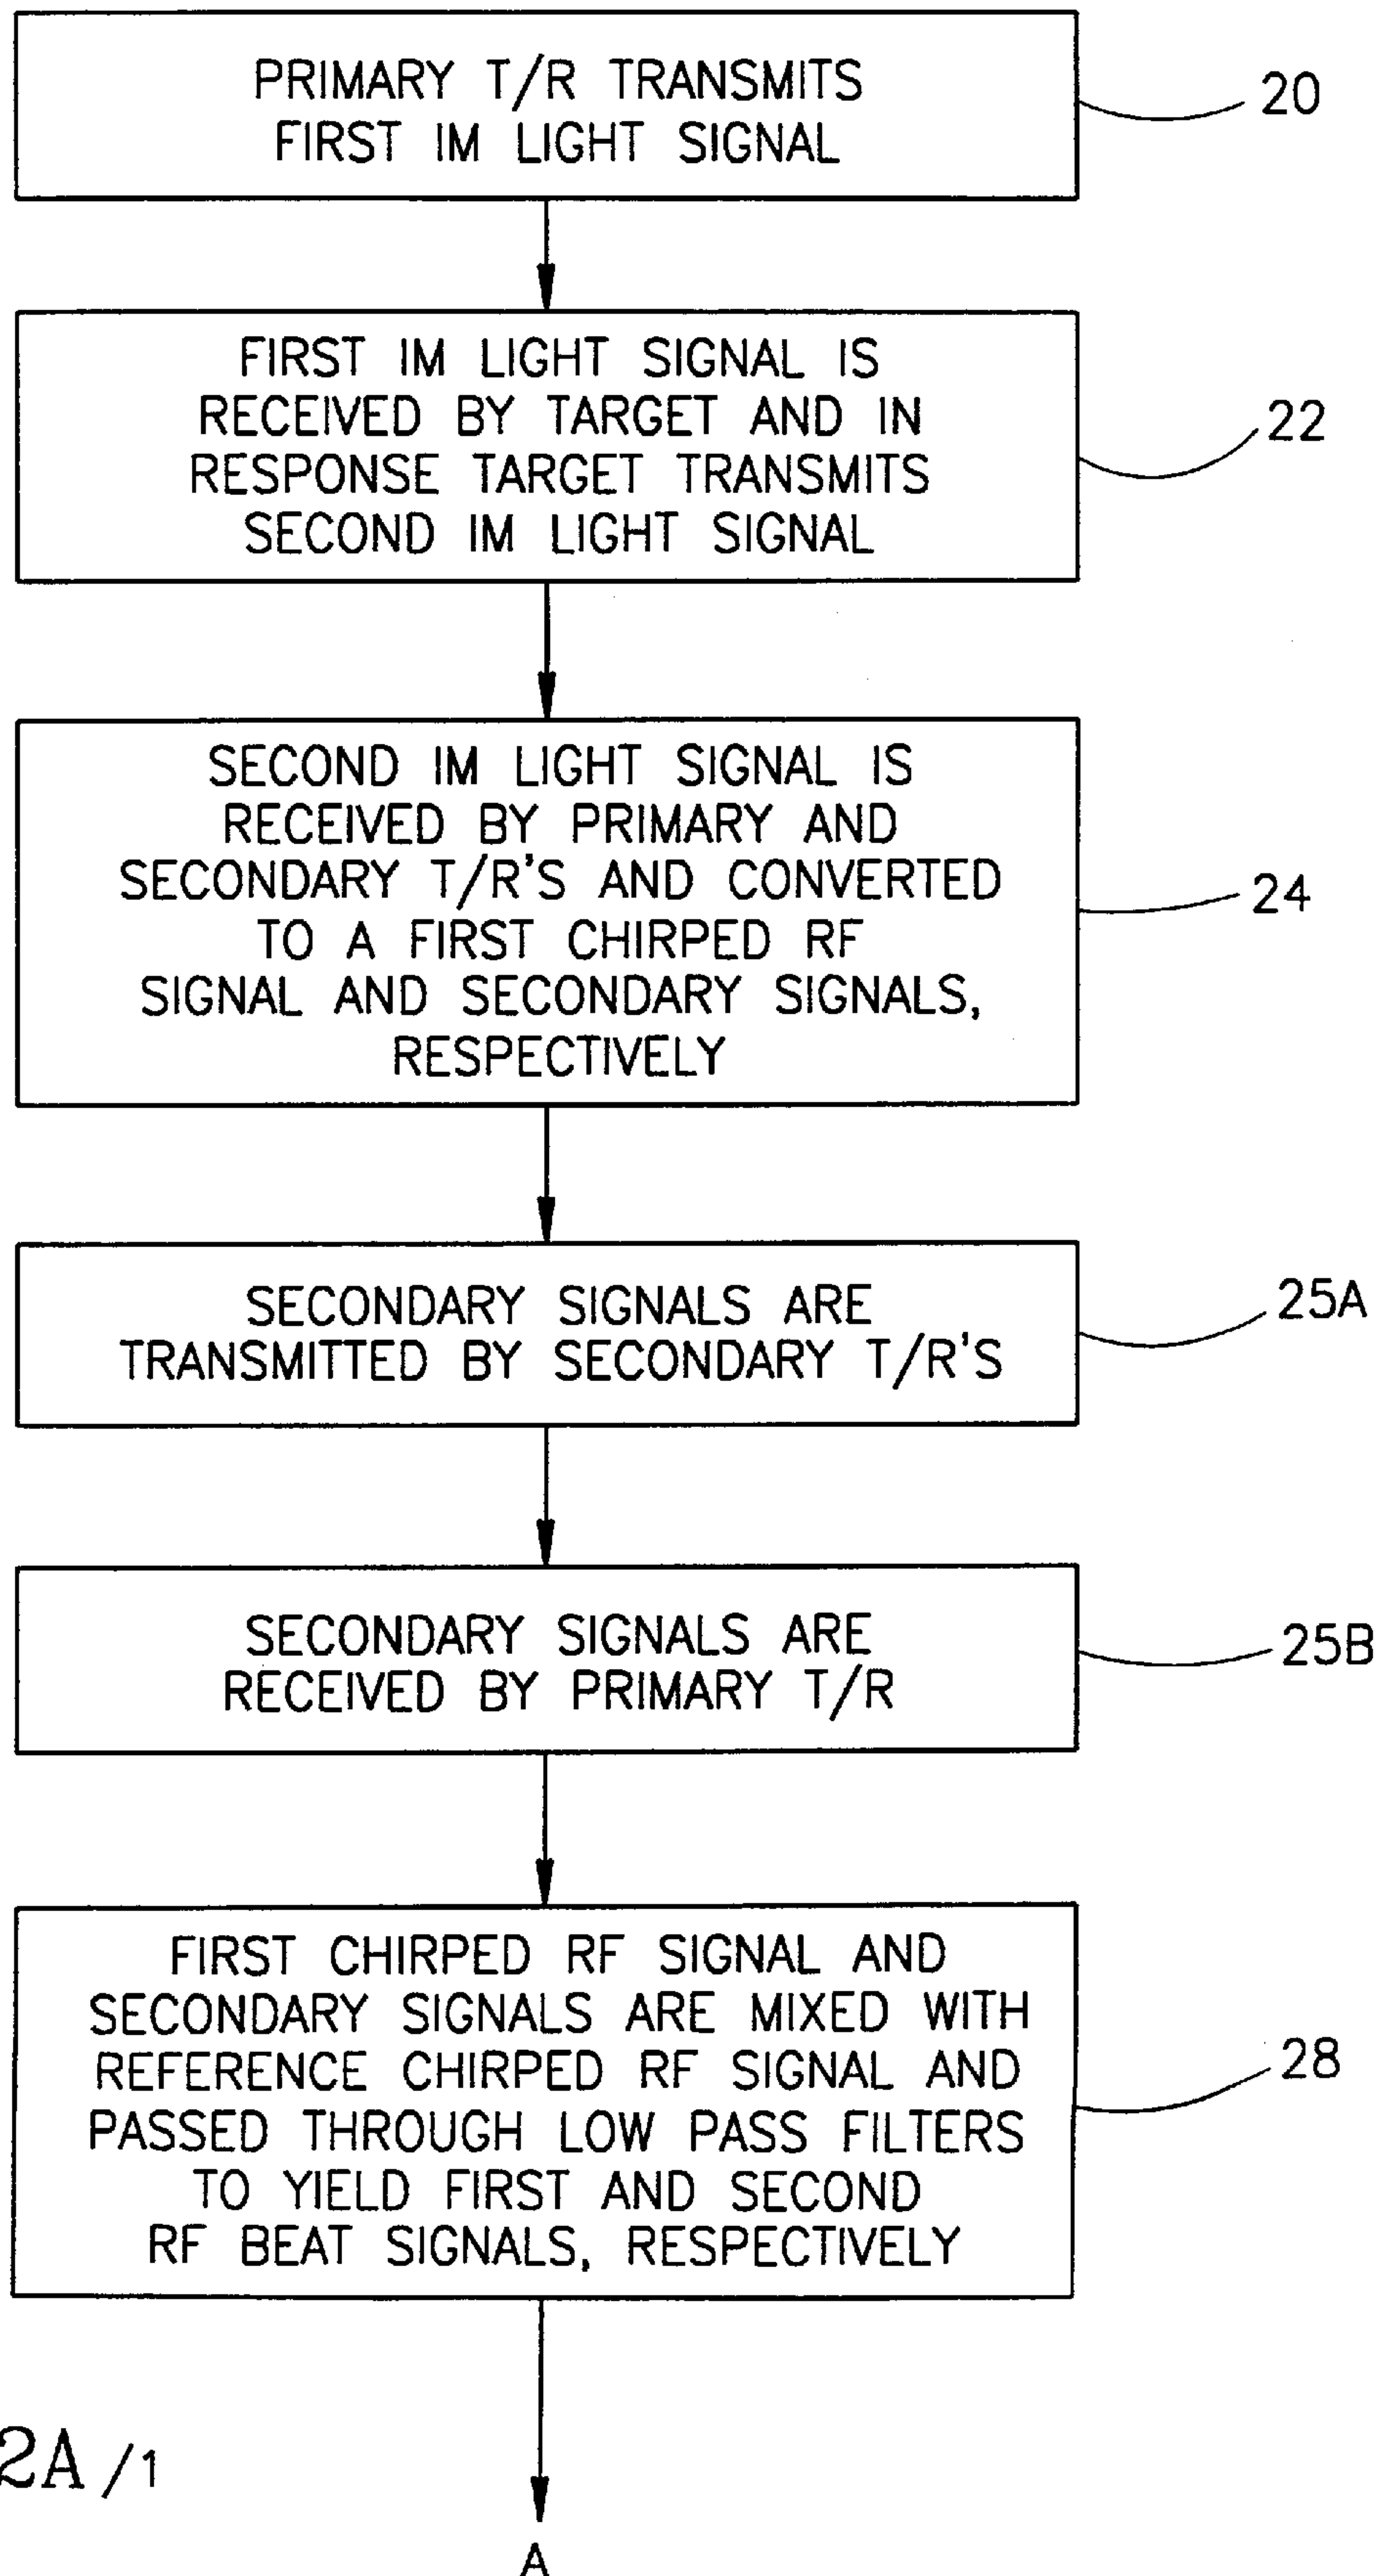 PRIMARY T/R TRANSMITS
FIRST IM LIGHT SIGNAL
20
FIRST IM LIGHT SIGNAL IS
RECEIVED BY TARGET AND IN
RESPONSE TARGET TRANSMITS
SECOND IM LIGHT SIGNAL
22
SECOND IM LIGHT SIGNAL IS
RECEIVED BY PRIMARY AND
SECONDARY T/R'S AND CONVERTED
TO A FIRST CHIRPED RF
SIGNAL AND SECONDARY SIGNALS,
RESPECTIVELY
24
SECONDARY SIGNALS ARE
TRANSMITTED BY SECONDARY T/R'S
25A
SECONDARY SIGNALS ARE
RECEIVED BY PRIMARY T/R
25B
FIRST CHIRPED RF SIGNAL AND
SECONDARY SIGNALS ARE MIXED WITH
REFERENCE CHIRPED RF SIGNAL AND
PASSED THROUGH LOW PASS FILTERS
TO YIELD FIRST AND SECOND
RF BEAT SIGNALS, RESPECTIVELY
28
2A/1
A